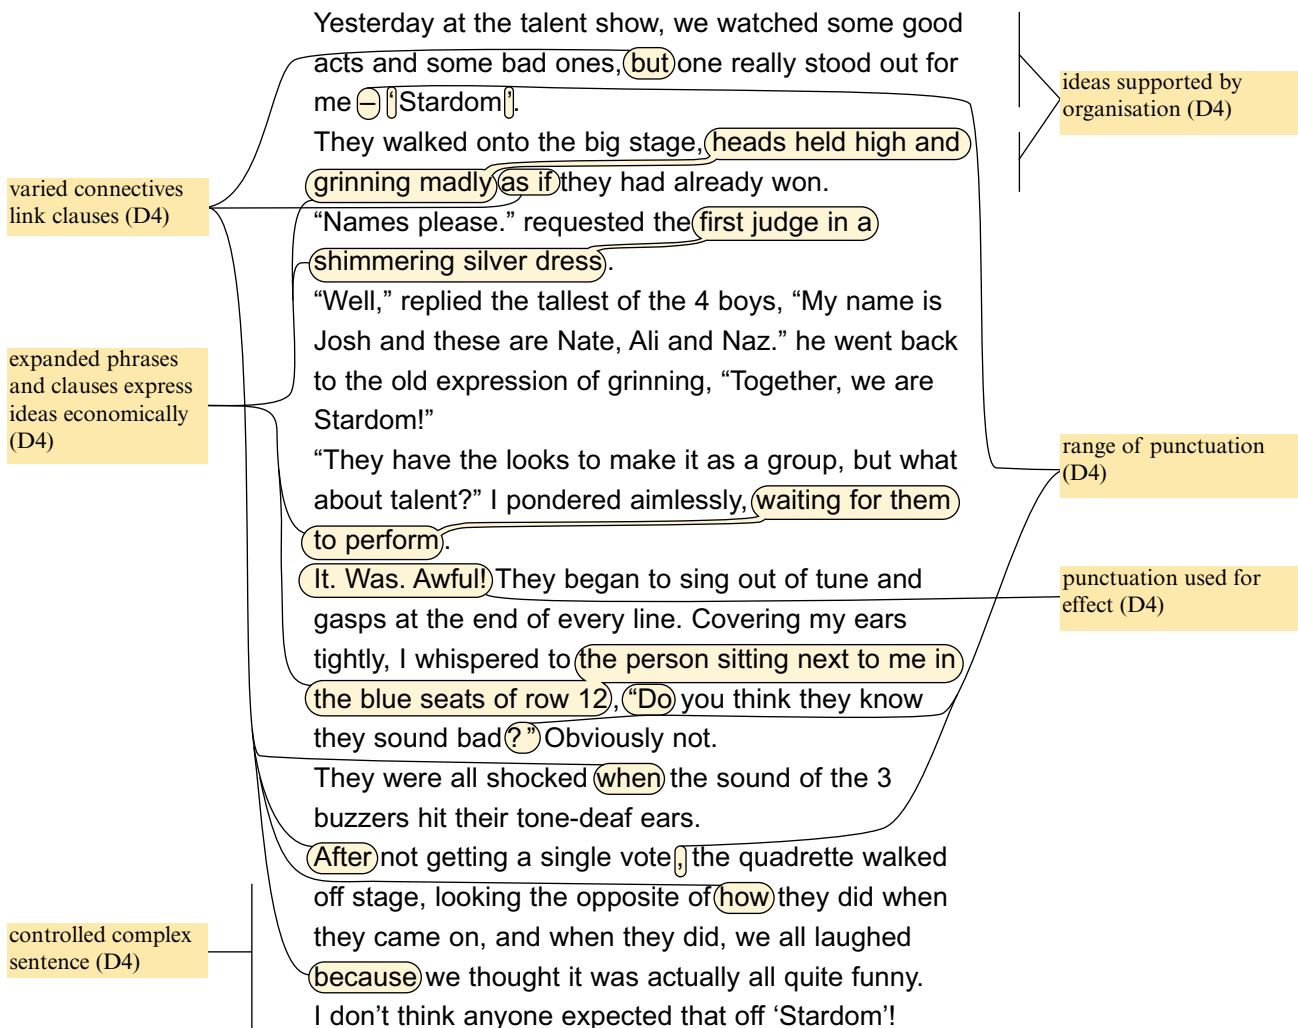 Yesterday at the talent show, we watched some good
acts and some bad ones, but one really stood out for
me – ‘Stardom’.
They walked onto the big stage, heads held high and
grinning madly as if they had already won.
“Names please.” requested the first judge in a
shimmering silver dress.
“Well,” replied the tallest of the 4 boys, “My name is
Josh and these are Nate, Ali and Naz.” he went back
to the old expression of grinning, “Together, we are
Stardom!”
“They have the looks to make it as a group, but what
about talent?” I pondered aimlessly, waiting for them
to perform.
It. Was. Awful! They began to sing out of tune and
gasps at the end of every line. Covering my ears
tightly, I whispered to the person sitting next to me in
the blue seats of row 12, “Do you think they know
they sound bad?” Obviously not.
They were all shocked when the sound of the 3
buzzers hit their tone-deaf ears.
After not getting a single vote, the quadrette walked
off stage, looking the opposite of how they did when
they came on, and when they did, we all laughed
because we thought it was actually all quite funny.
I don’t think anyone expected that off ‘Stardom’!
varied connectives
link clauses (D4)
expanded phrases
and clauses express
ideas economically
(D4)
controlled complex
sentence (D4)
ideas supported by
organisation (D4)
range of punctuation
(D4)
punctuation used for
effect (D4)